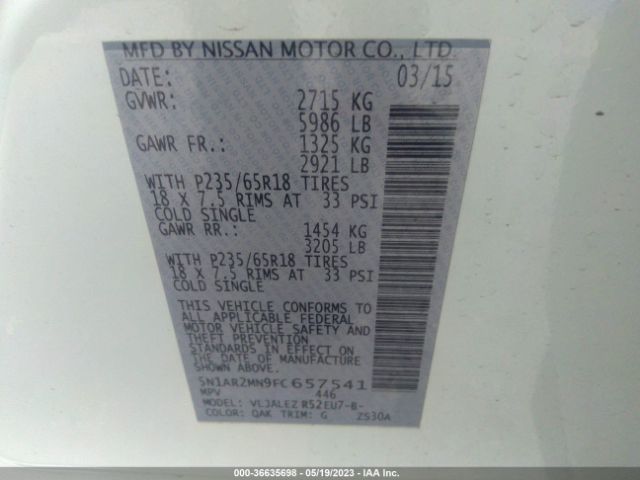 MFD BY NISSAN MOTOR CO., LTD.
DATE: 03/15
GVWR: 2715 KG
5986 LB
GAWR FR.: 1325 KG
2921 LB
WITH P235/65R18 TIRES
18 X 7.5 RIMS AT 33 PSI
COLD SINGLE
GAWR RR.: 1454 KG
3205 LB
WITH P235/65R18 TIRES
18 X 7.5 RIMS AT 33 PSI
COLD SINGLE
THIS VEHICLE CONFORMS TO
ALL APPLICABLE FEDERAL
MOTOR VEHICLE SAFETY AND
THEFT PREVENTION
STANDARDS IN EFFECT ON
THE DATE OF MANUFACTURE
SHOWN ABOVE.
5N1AR2MN9FC657541
MPV 446
MODEL: VLJALEZ R52EU7-B-
COLOR: QAK TRIM: G ZS30A
000-36635698 - 05/19/2023 - IAA Inc.